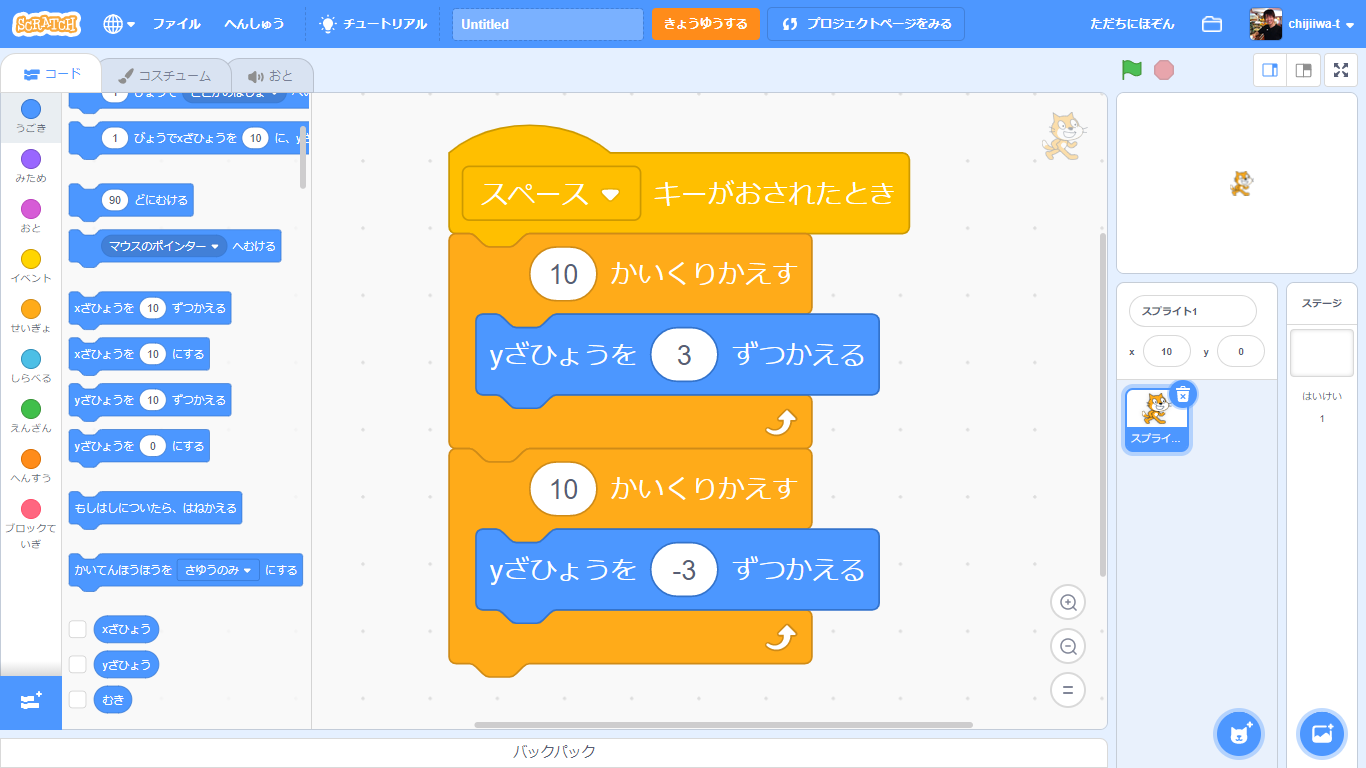 SCRATCH ファイル へんしゅう チュートリアル Untitled きょうゆうする プロジェクトページをみる ただちにほぞん chijiiwa-t
コード コスチューム おと
うごき
みため
おと
イベント
せいぎょ
しらべる
えんざん
へんすう
ブロックてい
ぎ
1 びょうでxざひょうを 10 に、y
90 どにむける
マウスのポインター へむける
xざひょうを 10 ずつかえる
xざひょうを 10 にする
yざひょうを 10 ずつかえる
yざひょうを 0 にする
もしはしについたら、はねかえる
かいてんほうほうを さゆうのみ にする
xざひょう
yざひょう
むき
スペース キーがおされたとき
10 かいくりかえす
yざひょうを 3 ずつかえる
10 かいくりかえす
yざひょうを -3 ずつかえる
スプライト1
x 10 y 0
スプライ...
ステージ
はいけい
1
バックパック